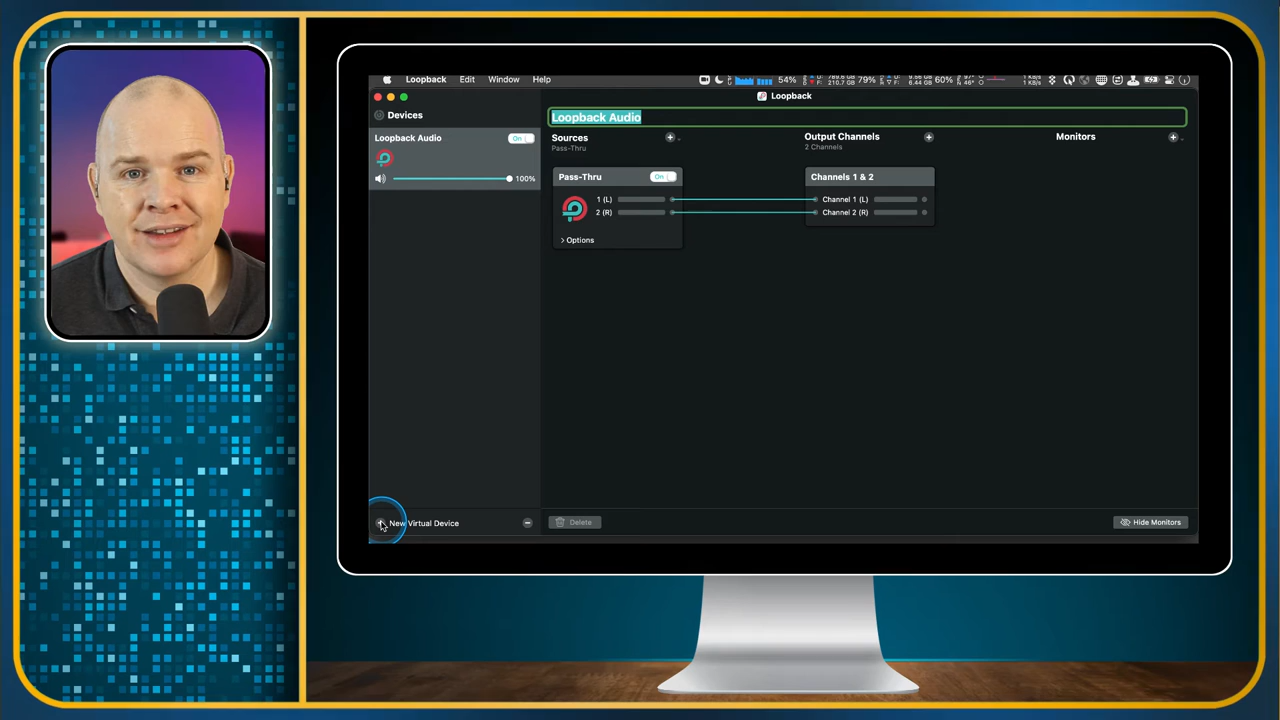 Loopback Edit Window Help
54%
79%
60%
Loopback
Devices
Loopback Audio On
100%
New Virtual Device
Loopback Audio
Sources
Pass-Thru
Output Channels
2 Channels
Monitors
Pass-Thru On
1 (L)
2 (R)
Options
Channels 1 & 2
Channel 1 (L)
Channel 2 (R)
Delete
Hide Monitors